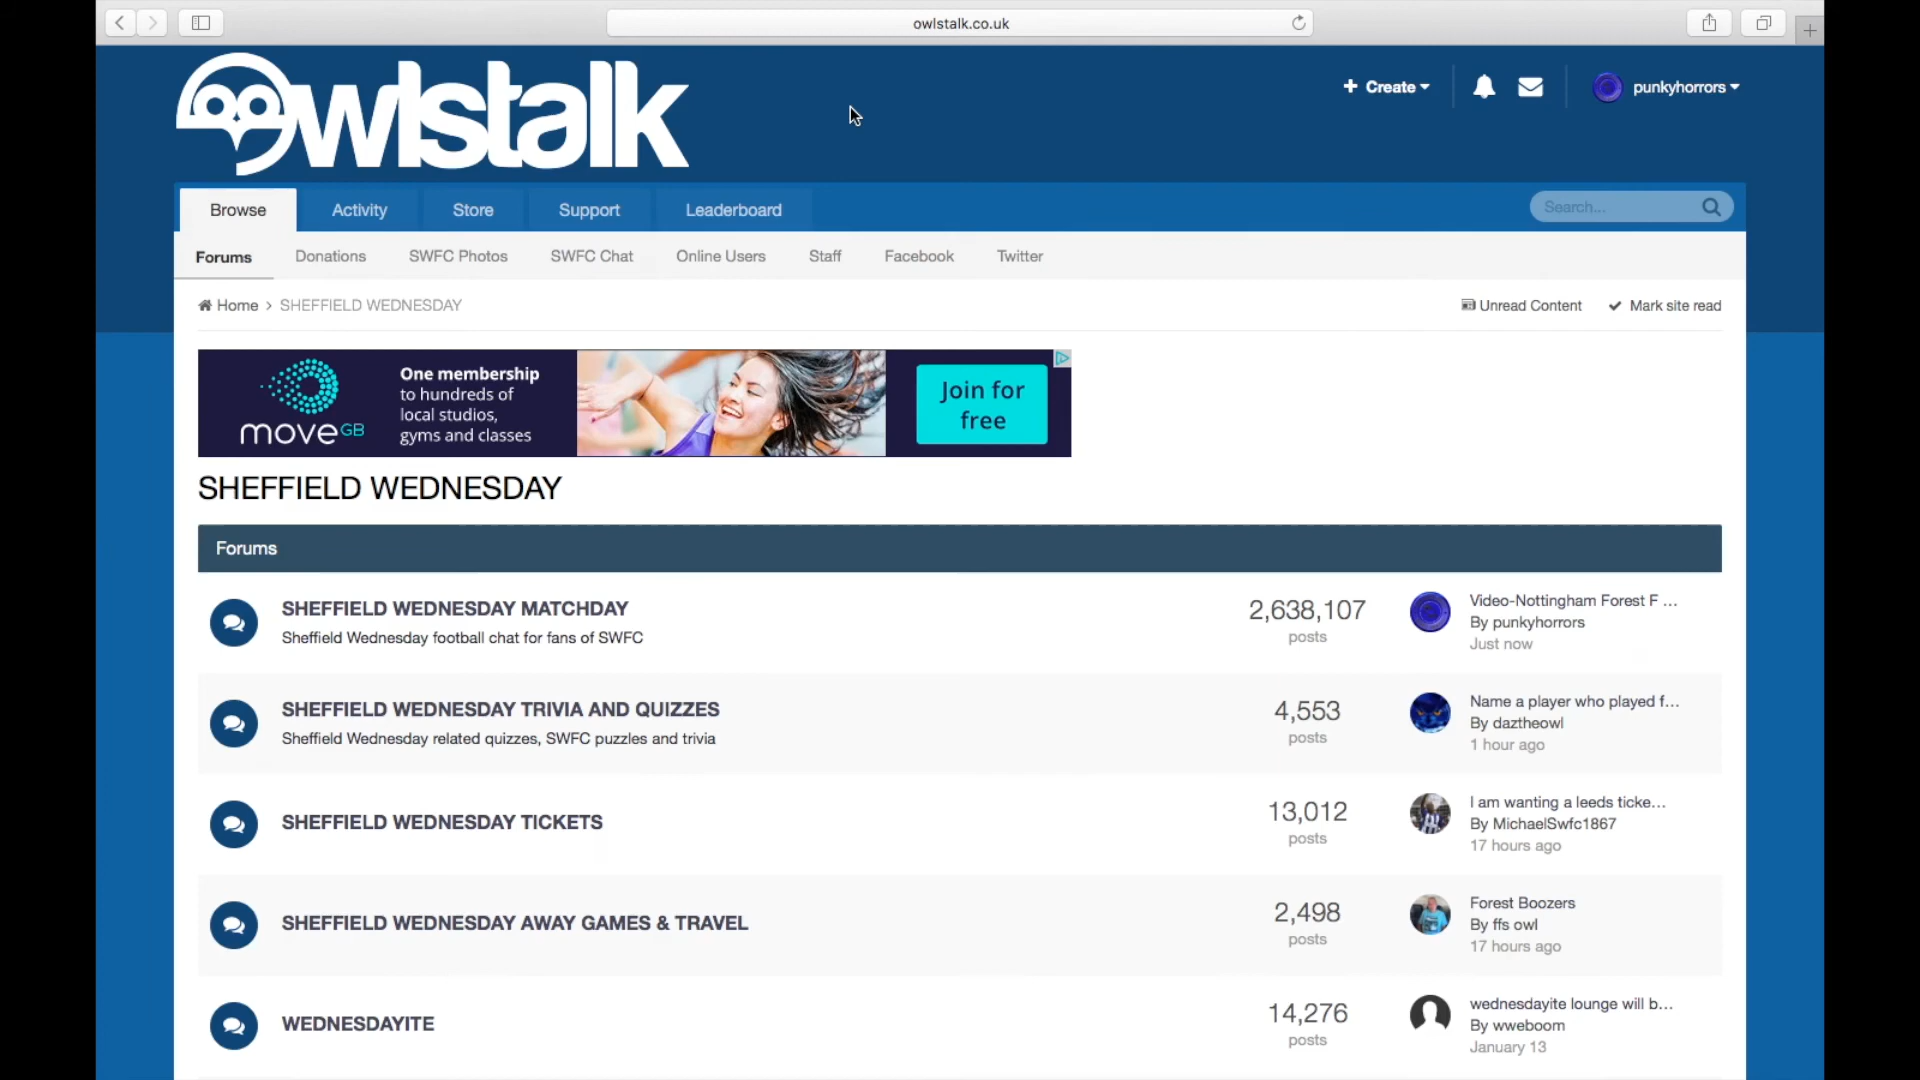 owlstalk.co.uk
owlstalk
+ Create
punkyhorrors
Browse
Activity
Store
Support
Leaderboard
Search...
Forums
Donations
SWFC Photos
SWFC Chat
Online Users
Staff
Facebook
Twitter
Home > SHEFFIELD WEDNESDAY
Unread Content
Mark site read
moveGB
One membership
to hundreds of
local studios,
gyms and classes
Join for
free
SHEFFIELD WEDNESDAY
Forums
SHEFFIELD WEDNESDAY MATCHDAY
Sheffield Wednesday football chat for fans of SWFC
2,638,107
posts
Video-Nottingham Forest F ...
By punkyhorrors
Just now
SHEFFIELD WEDNESDAY TRIVIA AND QUIZZES
Sheffield Wednesday related quizzes, SWFC puzzles and trivia
4,553
posts
Name a player who played f...
By daztheowl
1 hour ago
SHEFFIELD WEDNESDAY TICKETS
13,012
posts
I am wanting a leeds ticke...
By MichaelSwfc1867
17 hours ago
SHEFFIELD WEDNESDAY AWAY GAMES & TRAVEL
2,498
posts
Forest Boozers
By ffs owl
17 hours ago
WEDNESDAYITE
14,276
posts
wednesdayite lounge will b...
By wweboom
January 13